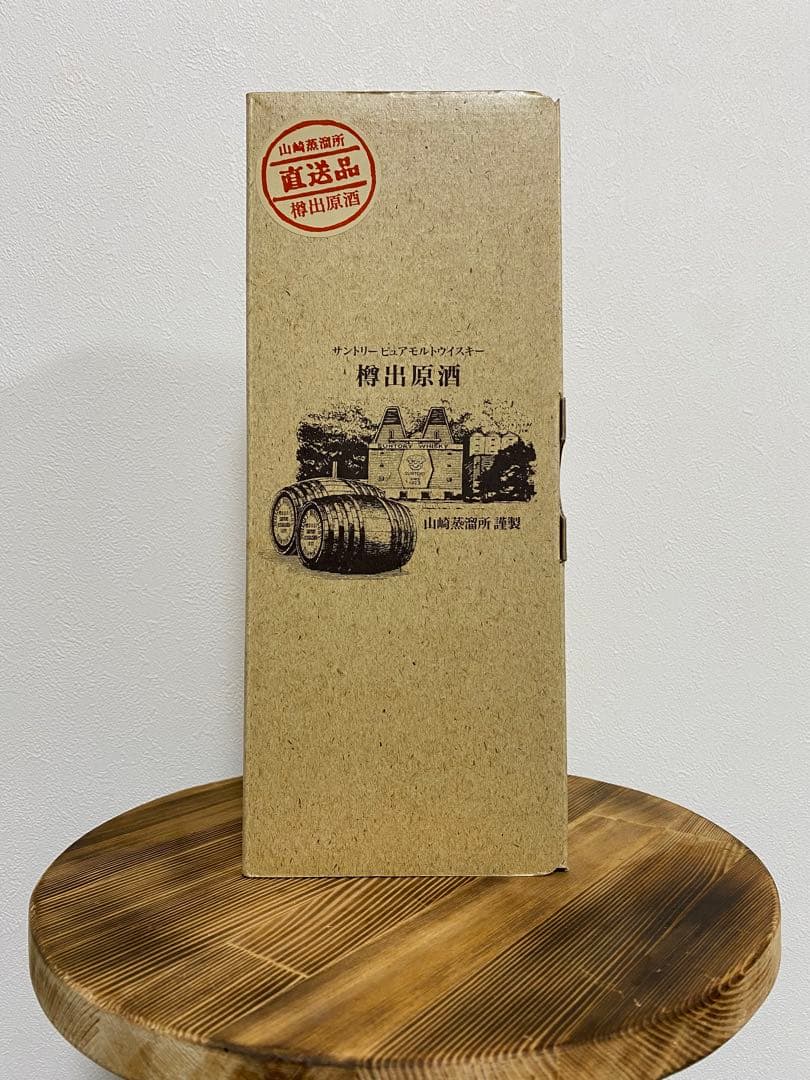 山崎蒸溜所
直送品
樽出原酒
サントリー ピュアモルトウイスキー
樽出原酒
SUNTORY WHISKY
山崎蒸溜所 謹製